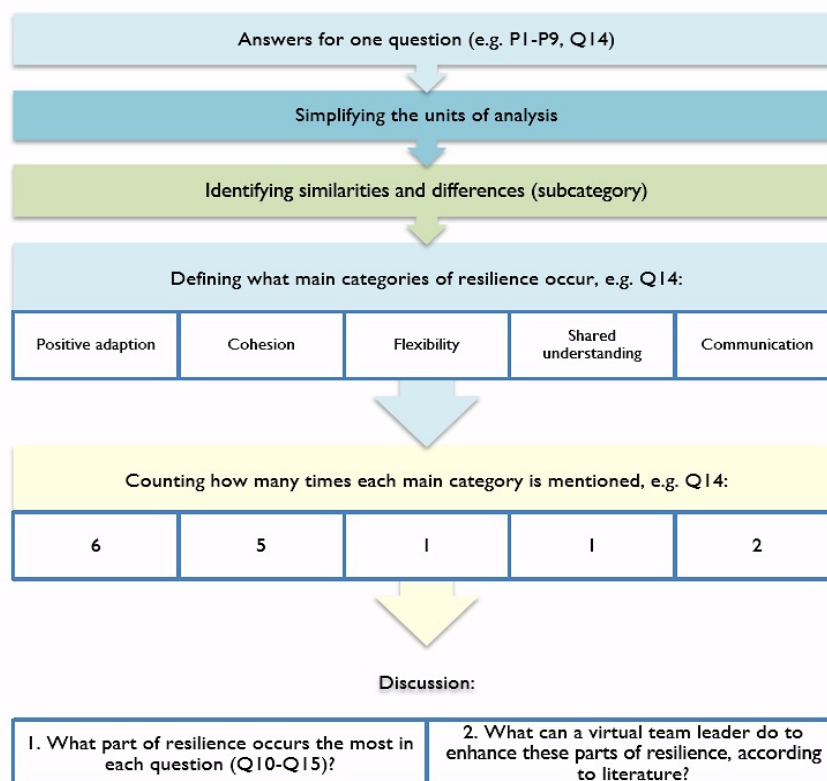 Answers for one question (e.g. P1-P9, Q14)
Simplifying the units of analysis
Identifying similarities and differences (subcategory)
Defining what main categories of resilience occur, e.g. Q14:
Positive adaption
Cohesion
Flexibility
Shared
understanding
Communication
Counting how many times each main category is mentioned, e.g. Q14:
6
5
1
1
2
Discussion:
1. What part of resilience occurs the most in
each question (Q10-Q15)?
2. What can a virtual team leader do to
enhance these parts of resilience, according
to literature?